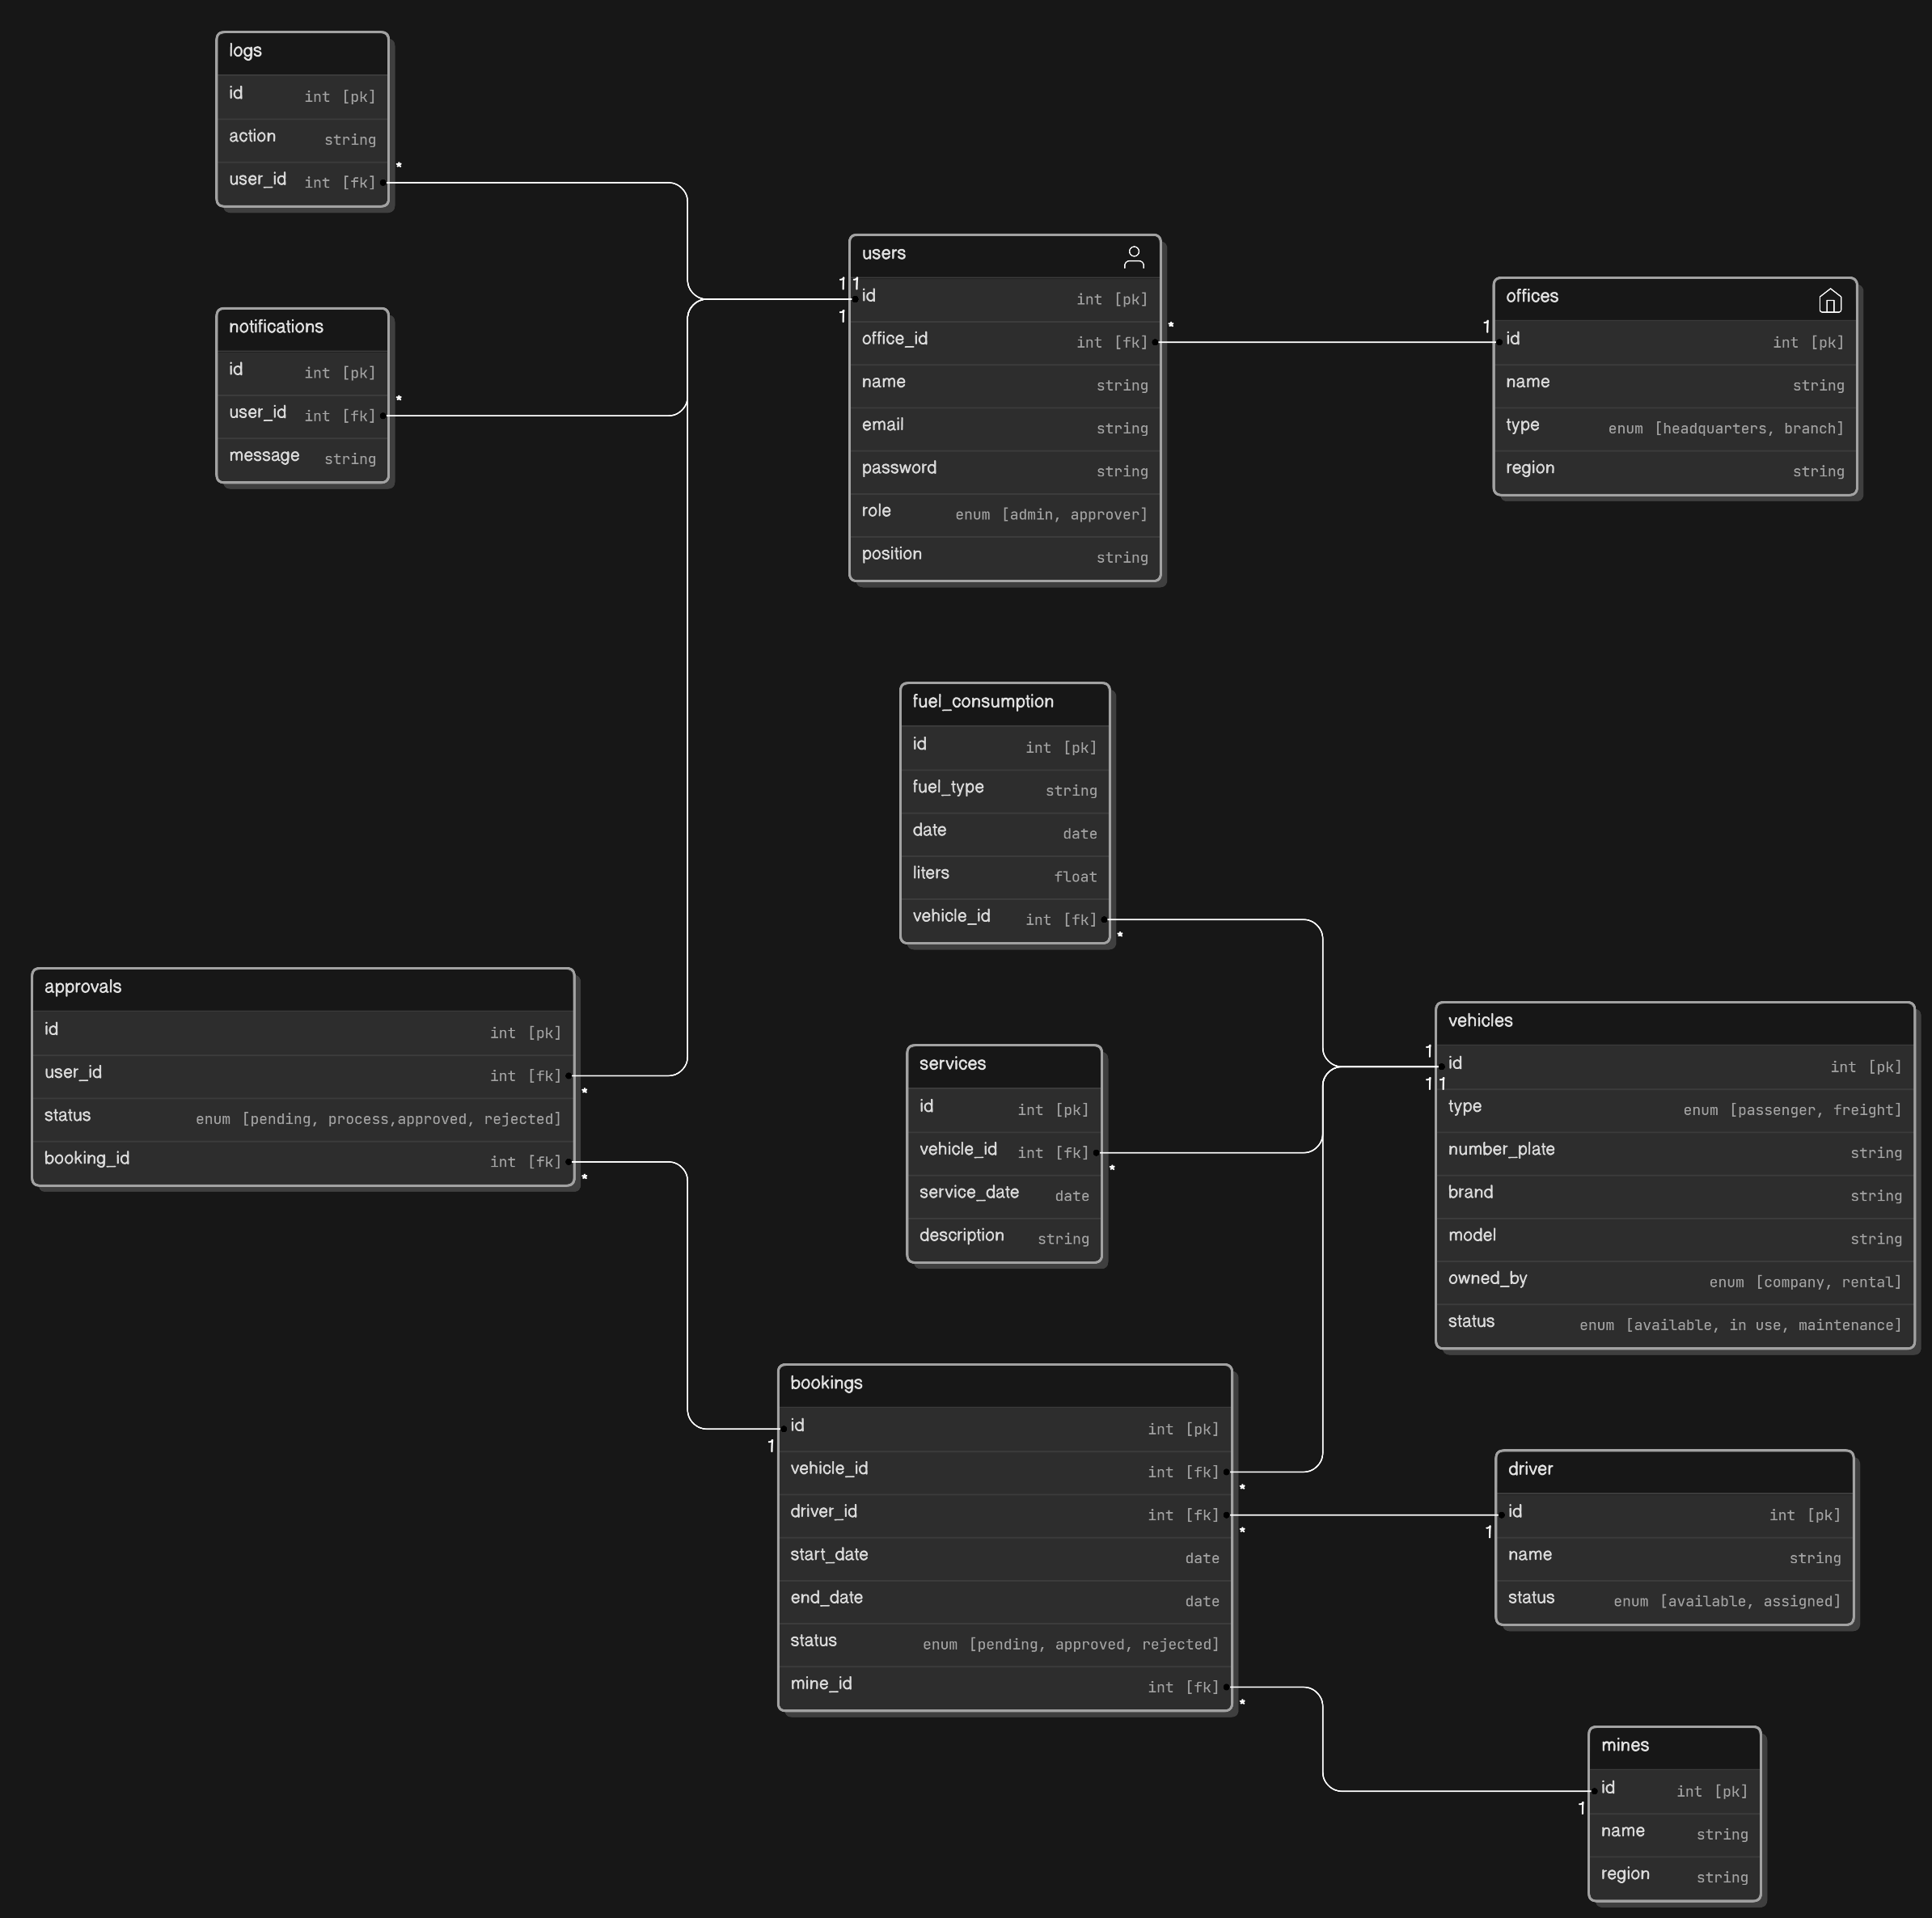 logs
id int [pk]
action string
user_id int [fk]
*
notifications
id int [pk]
user_id int [fk]
*
message string
users
1 1
id int [pk]
1
office_id int [fk]
*
name string
email string
password string
role enum [admin, approver]
position string
offices
1
id int [pk]
name string
type enum [headquarters, branch]
region string
fuel_consumption
id int [pk]
fuel_type string
date date
liters float
vehicle_id int [fk]
*
approvals
id int [pk]
user_id int [fk]
*
status enum [pending, process,approved, rejected]
booking_id int [fk]
*
services
id int [pk]
vehicle_id int [fk]
*
service_date date
description string
vehicles
1
id int [pk]
1 1
type enum [passenger, freight]
number_plate string
brand string
model string
owned_by enum [company, rental]
status enum [available, in use, maintenance]
bookings
id int [pk]
1
vehicle_id int [fk]
*
driver_id int [fk]
*
start_date date
end_date date
status enum [pending, approved, rejected]
mine_id int [fk]
*
driver
id int [pk]
1
name string
status enum [available, assigned]
mines
id int [pk]
1
name string
region string